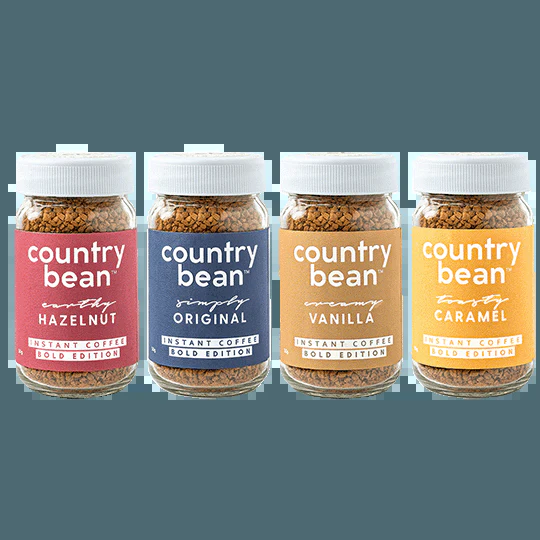 country
bean™
earthy
HAZELNUT
INSTANT COFFEE
BOLD EDITION
country
bean™
simply
ORIGINAL
INSTANT COFFEE
BOLD EDITION
country
bean™
creamy
VANILLA
INSTANT COFFEE
BOLD EDITION
country
bean™
toasty
CARAMEL
INSTANT COFFEE
BOLD EDITION